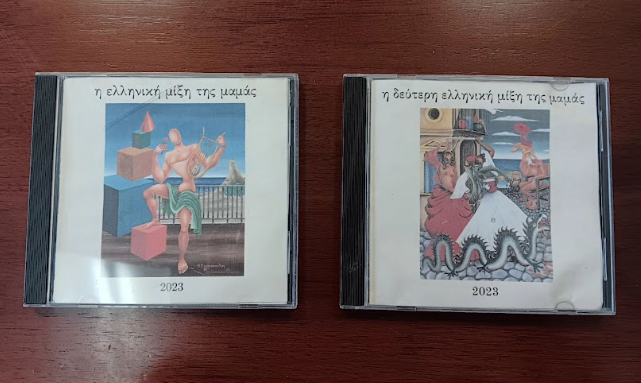 η ελληνική μίξη της μαμάς
2023
η δεύτερη ελληνική μίξη της μαμάς
2023